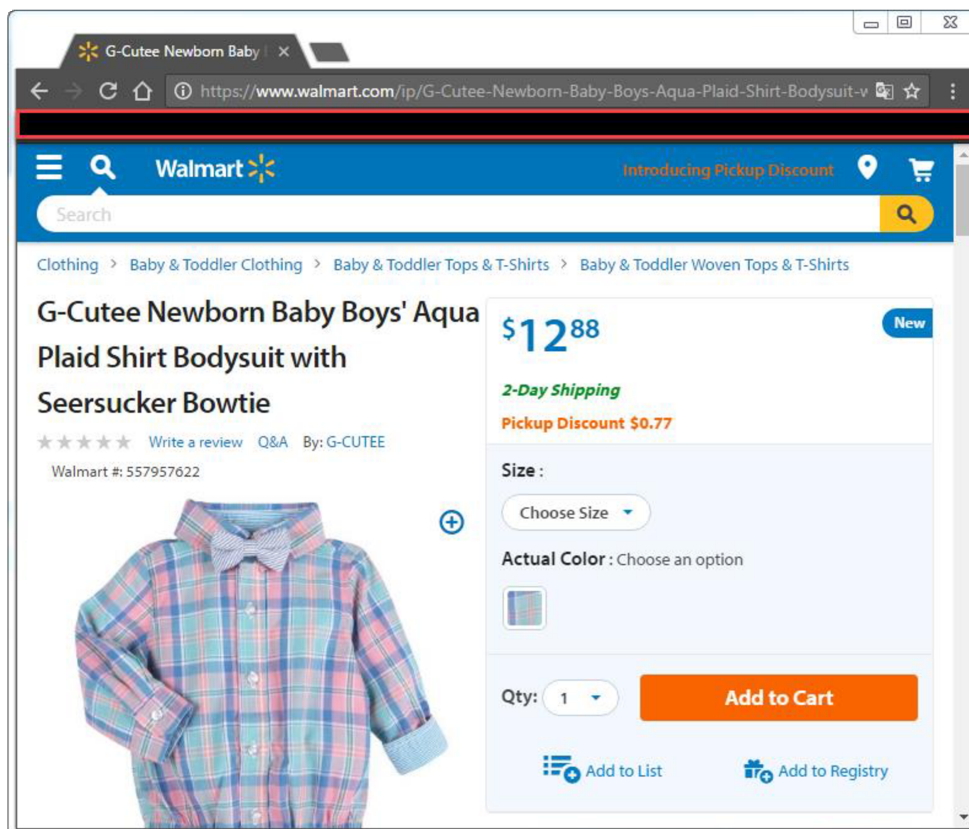 G-Cutee Newborn Baby
https://www.walmart.com/ip/G-Cutee-Newborn-Baby-Boys-Aqua-Plaid-Shirt-Bodysuit-v
Walmart
Introducing Pickup Discount
Search
Clothing > Baby & Toddler Clothing > Baby & Toddler Tops & T-Shirts > Baby & Toddler Woven Tops & T-Shirts
G-Cutee Newborn Baby Boys' Aqua
Plaid Shirt Bodysuit with
Seersucker Bowtie
Write a review Q&A By: G-CUTEE
Walmart #: 557957622
$12 88
New
2-Day Shipping
Pickup Discount $0.77
Size :
Choose Size
Actual Color : Choose an option
Qty: 1
Add to Cart
Add to List
Add to Registry